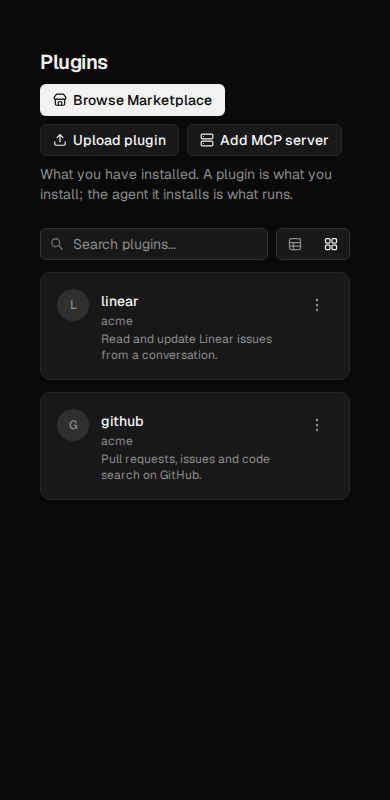 Plugins
Browse Marketplace
Upload plugin
Add MCP server
What you have installed. A plugin is what you
install; the agent it installs is what runs.
Search plugins...
L
linear
acme
Read and update Linear issues
from a conversation.
G
github
acme
Pull requests, issues and code
search on GitHub.